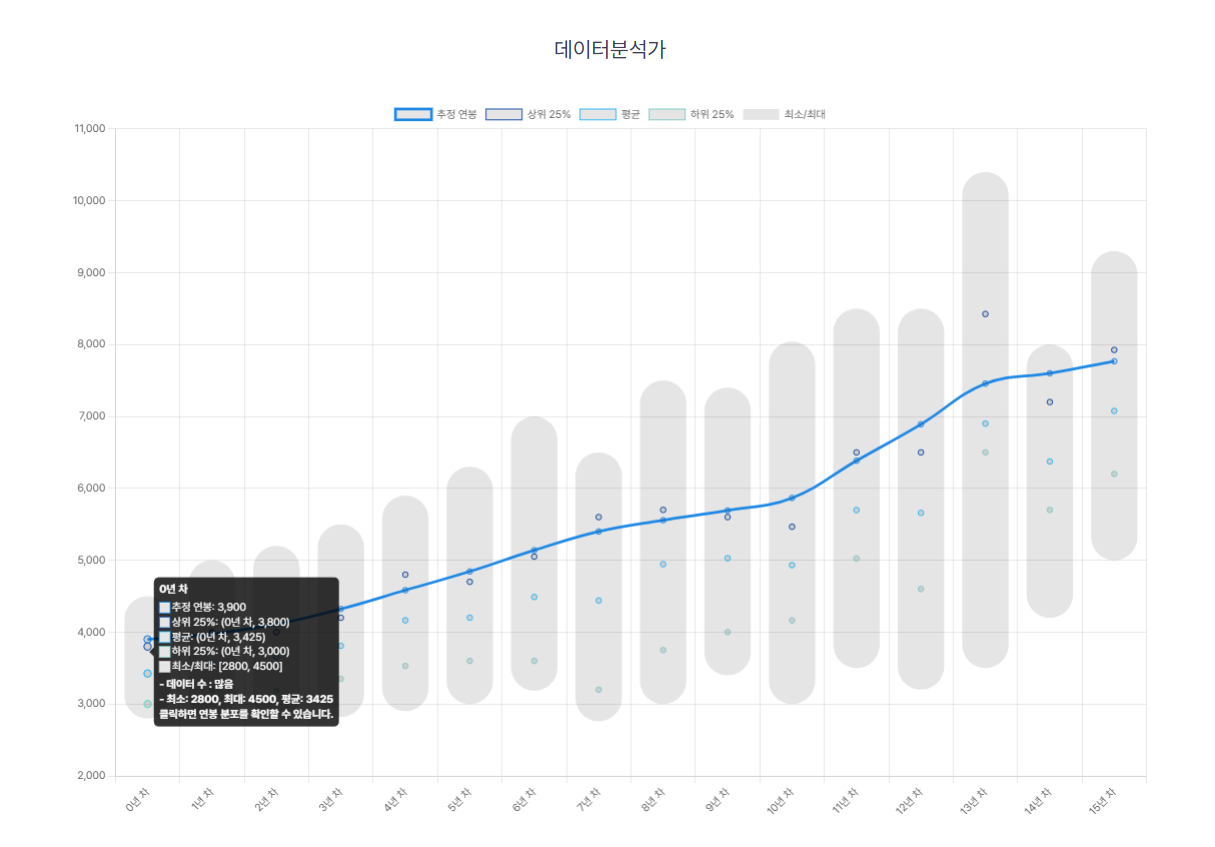 데이터분석가
추정 연봉 상위 25% 평균 하위 25% 최소/최대
11,000
10,000
9,000
8,000
7,000
6,000
5,000
4,000
3,000
2,000
0년 차
추정 연봉: 3,900
상위 25%: (0년 차, 3,800)
평균: (0년 차, 3,425)
하위 25%: (0년 차, 3,000)
최소/최대: [2800, 4500]
- 데이터 수 : 많음
- 최소: 2800, 최대: 4500, 평균: 3425
클릭하면 연봉 분포를 확인할 수 있습니다.
0년 차 1년 차 2년 차 3년 차 4년 차 5년 차 6년 차 7년 차 8년 차 9년 차 10년 차 11년 차 12년 차 13년 차 14년 차 15년 차